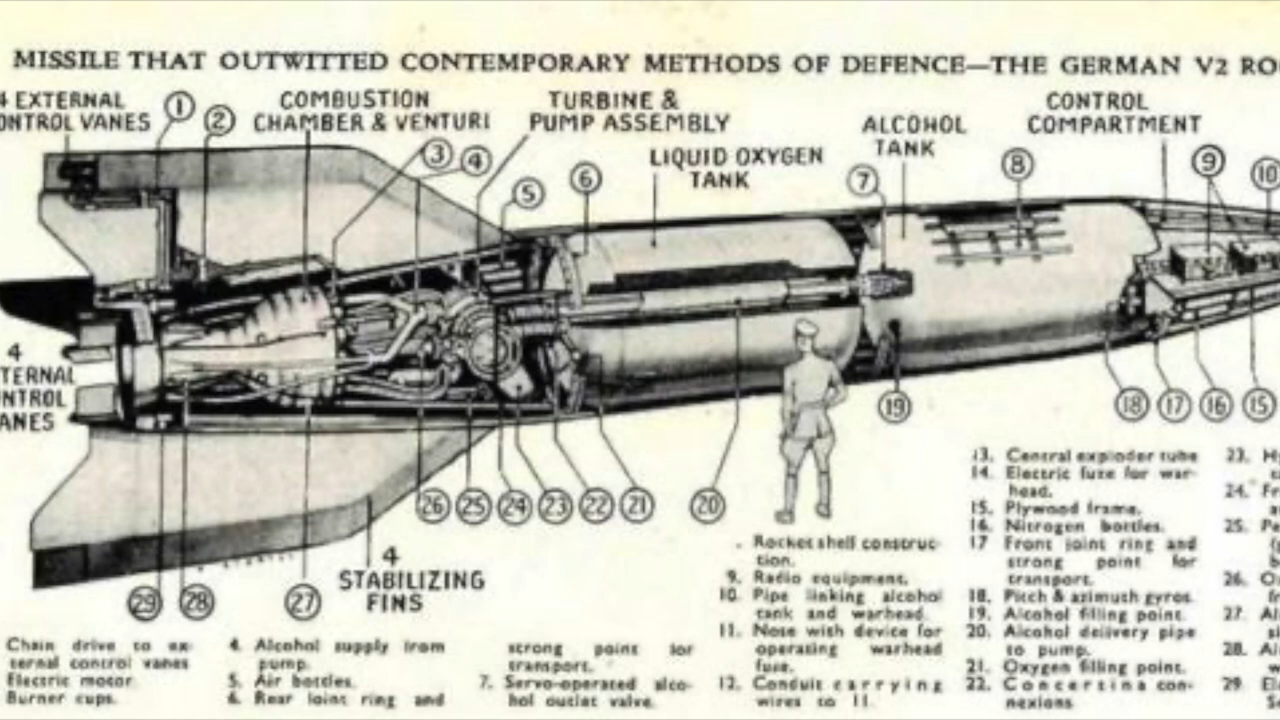 MISSILE THAT OUTWITTED CONTEMPORARY METHODS OF DEFENCE—THE GERMAN V2 RO
4 EXTERNAL
ONTROL VANES
1
2
COMBUSTION
CHAMBER & VENTURI
3
4
TURBINE &
PUMP ASSEMBLY
5
6
LIQUID OXYGEN
TANK
7
ALCOHOL
TANK
8
CONTROL
COMPARTMENT
9
10
4
TERNAL
NTROL
ANES
26
25
24
23
22
21
20
19
18
17
16
15
29
28
27
4
STABILIZING
FINS
Chain drive to ex-
ternal control vanes
Electric motor.
Burner cups.
4. Alcohol supply from
pump.
5. Air bottles.
6. Rear joint ring and
strong point for
transport.
7. Servo-operated alco-
hol outlet valve.
. Rocket shell construc-
tion.
9. Radio equipment.
10. Pipe linking alcohol
tank and warhead.
11. Nose with device for
operating warhead
fuse.
12. Conduit carrying
wires to 11.
13. Central exploder tube
14. Electric fuze for war-
head.
15. Plywood frame.
16. Nitrogen bottles.
17 Front joint ring and
strong point for
transport.
18. Pitch & azimuth gyros.
19. Alcohol filling point.
20. Alcohol delivery pipe
to pump.
21. Oxygen filling point.
22. Concertina con-
nexions
23. Hy
24. Fr
25. Pe
26. O
27. Al
28. Al
29 El